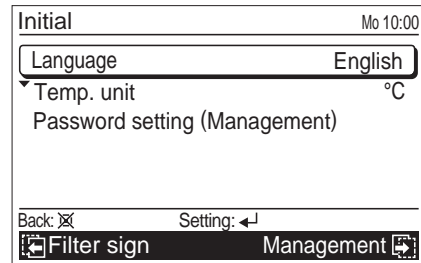 Initial Mo 10:00
Language English
Temp. unit °C
Password setting (Management)
Back: Setting:
Filter sign Management